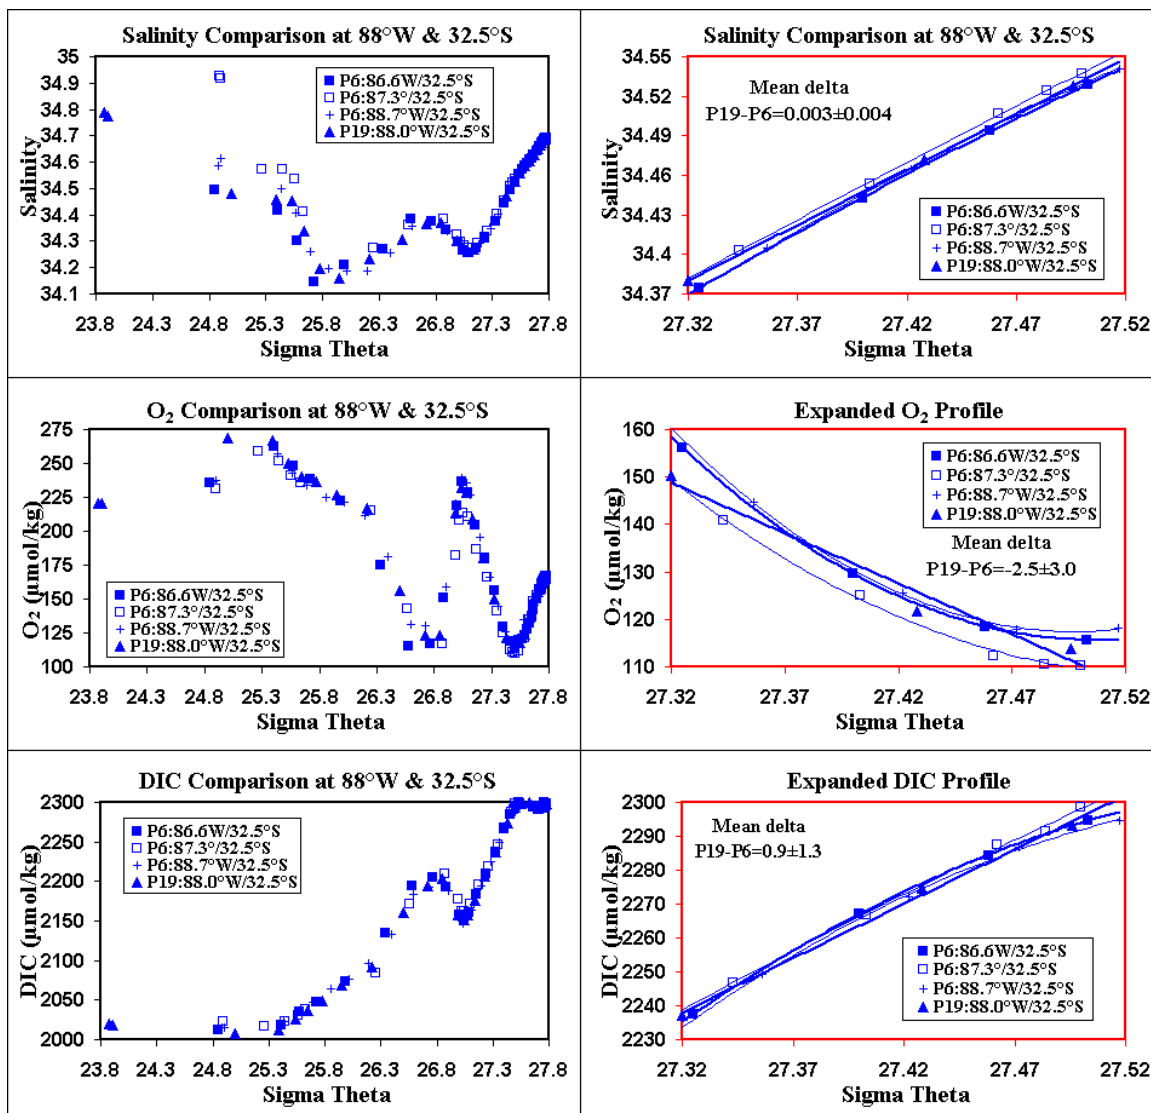 Salinity Comparison at 88°W & 32.5°S
35
34.9
34.8
34.7
34.6
34.5
34.4
34.3
34.2
34.1
Salinity
P6:86.6W/32.5°S
P6:87.3°/32.5°S
P6:88.7°W/32.5°S
P19:88.0°W/32.5°S
23.8 24.3 24.8 25.3 25.8 26.3 26.8 27.3 27.8
Sigma Theta
Salinity Comparison at 88°W & 32.5°S
34.55
34.52
34.49
34.46
34.43
34.4
34.37
Salinity
Mean delta
P19-P6=0.003±0.004
P6:86.6W/32.5°S
P6:87.3°/32.5°S
P6:88.7°W/32.5°S
P19:88.0°W/32.5°S
27.32 27.37 27.42 27.47 27.52
Sigma Theta
O₂ Comparison at 88°W & 32.5°S
275
250
225
200
175
150
125
100
O₂ (µmol/kg)
P6:86.6W/32.5°S
P6:87.3°/32.5°S
P6:88.7°W/32.5°S
P19:88.0°W/32.5°S
23.8 24.3 24.8 25.3 25.8 26.3 26.8 27.3 27.8
Sigma Theta
Expanded O₂ Profile
160
150
140
130
120
110
O₂ (µmol/kg)
P6:86.6W/32.5°S
P6:87.3°/32.5°S
P6:88.7°W/32.5°S
P19:88.0°W/32.5°S
Mean delta
P19-P6=-2.5±3.0
27.32 27.37 27.42 27.47 27.52
Sigma Theta
DIC Comparison at 88°W & 32.5°S
2300
2250
2200
2150
2100
2050
2000
DIC (µmol/kg)
P6:86.6W/32.5°S
P6:87.3°/32.5°S
P6:88.7°W/32.5°S
P19:88.0°W/32.5°S
23.8 24.3 24.8 25.3 25.8 26.3 26.8 27.3 27.8
Sigma Theta
Expanded DIC Profile
2300
2290
2280
2270
2260
2250
2240
2230
DIC (µmol/kg)
Mean delta
P19-P6=0.9±1.3
P6:86.6W/32.5°S
P6:87.3°/32.5°S
P6:88.7°W/32.5°S
P19:88.0°W/32.5°S
27.32 27.37 27.42 27.47 27.52
Sigma Theta